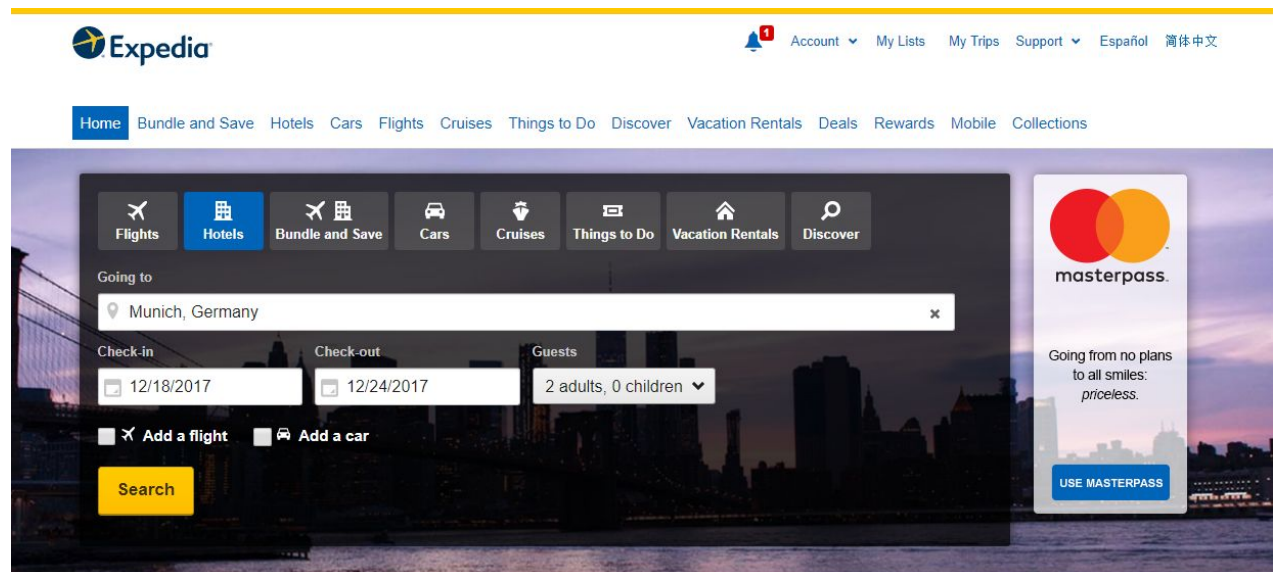 Expedia
1
Account My Lists My Trips Support Español 简体中文
Home Bundle and Save Hotels Cars Flights Cruises Things to Do Discover Vacation Rentals Deals Rewards Mobile Collections
Flights Hotels Bundle and Save Cars Cruises Things to Do Vacation Rentals Discover
Going to
Munich, Germany
Check-in Check-out Guests
12/18/2017 12/24/2017 2 adults, 0 children
Add a flight Add a car
Search
masterpass.
Going from no plans
to all smiles:
priceless.
USE MASTERPASS